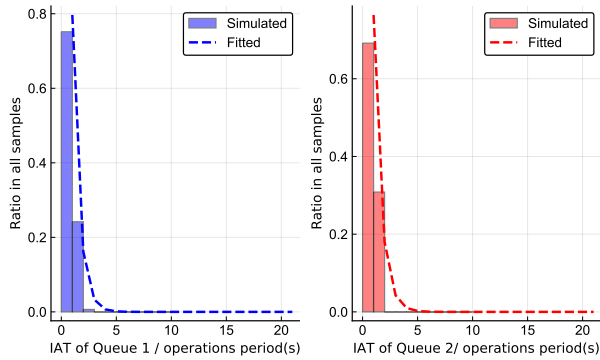 Ratio in all samples
0.8
0.6
0.4
0.2
0.0
0
5
10
15
20
IAT of Queue 1 / operations period(s)
Simulated
Fitted
Ratio in all samples
0.6
0.4
0.2
0.0
0
5
10
15
20
IAT of Queue 2/ operations period(s)
Simulated
Fitted